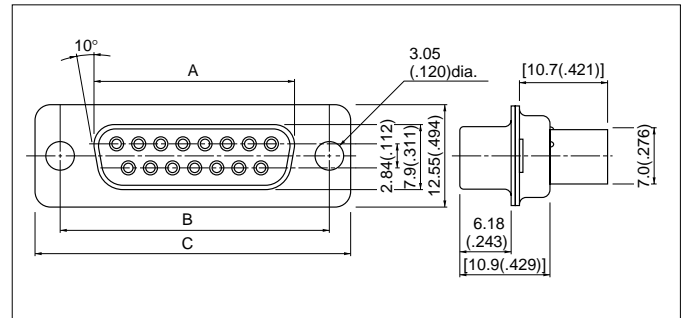 10°
A
3.05
(.120)dia.
[10.7(.421)]
2.84(.112)
7.9(.311)
12.55(.494)
7.0(.276)
B
C
6.18
(.243)
[10.9(.429)]